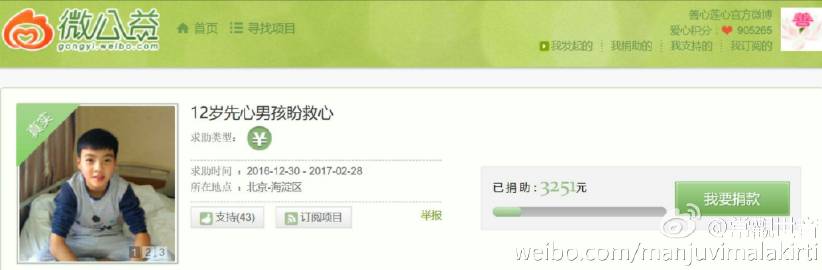 微公益
gongyi.weibo.com
首页 寻找项目
善心莲心官方微博
爱心积分：905265
我发起的 我捐助的 我支持的 我订阅的
善
真实
12岁先心男孩盼救心
求助类型：¥
求助时间：2016-12-30 - 2017-02-28
所在地点：北京-海淀区
支持(43) 订阅项目 举报
1 2 3
已捐助：3251元
我要捐款
weibo.com/manjuvimalakirti